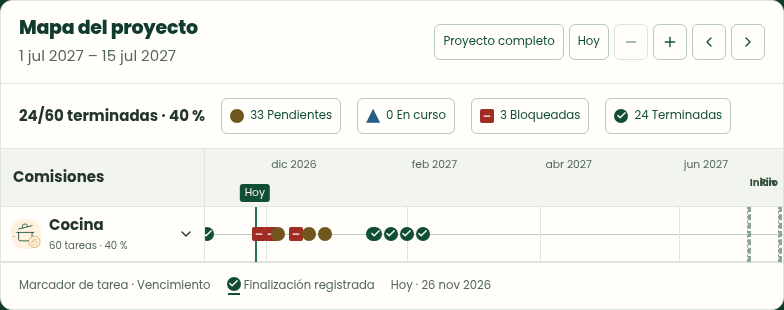 Mapa del proyecto
1 jul 2027 – 15 jul 2027
Proyecto completo
Hoy
24/60 terminadas · 40 %
33 Pendientes
0 En curso
3 Bloqueadas
24 Terminadas
Comisiones
dic 2026
feb 2027
abr 2027
jun 2027
Hoy
Cocina
60 tareas · 40 %
Marcador de tarea · Vencimiento
Finalización registrada
Hoy · 26 nov 2026